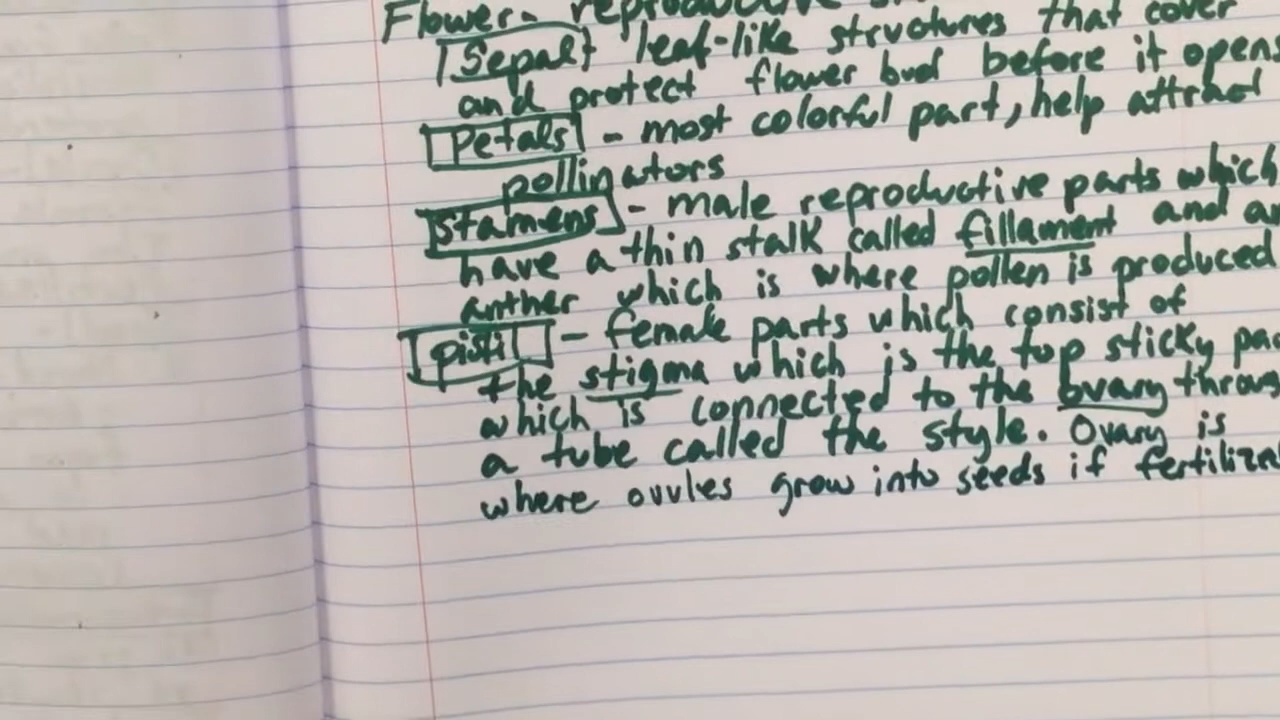 Flower - reproductive
Sepal leaf-like structures that cover
and protect flower bud before it opens
Petals - most colorful part, help attract
pollinators
Stamens - male reproductive parts which
have a thin stalk called fillament and an
anther which is where pollen is produced
pistil - female parts which consist of
the stigma which is the top sticky
which is connected to the ovary
a tube called the style. Ovary is
where ovules grow into seeds if